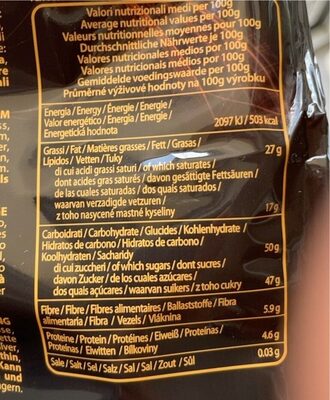 Valori nutrizionali medi per 100g
Average nutritional values per 100g
Valeurs nutritionnelles moyennes pour 100g
Durchschnittliche Nährwerte je 100g
Valores nutricionales medios por 100g
Valores nutricionais médios por 100g
Gemiddelde voedingswaarde per 100g
Průměrné výživové hodnoty na 100g výrobku
Energia / Energy / Énergie / Energie /
Valor energético / Energia / Energie /
Energetická hodnota 2097 kJ / 503 kcal
Grassi / Fat / Matières grasses / Fett / Grasas / 27 g
Lípidos / Vetten / Tuky
di cui acidi grassi saturi / of which saturates /
dont acides gras saturés / davon gesättigte Fettsäuren /
de las cuales saturadas / dos quais saturados /
waarvan verzadigde vetzuren /
z toho nasycené mastné kyseliny 17 g
Carboidrati / Carbohydrate / Glucides / Kohlenhydrate /
Hidratos de carbono / Hidratos de carbono / 50 g
Koolhydraten / Sacharidy
di cui zuccheri / of which sugars / dont sucres /
davon Zucker / de los cuales azúcares / 47 g
dos quais açúcares / waarvan suikers / z toho cukry
Fibre / Fibre / Fibres alimentaires / Ballaststoffe / Fibra 5.9 g
alimentaria / Fibra / Vezels / Vláknina
Proteine / Protein / Protéines / Eiweiß / Proteínas / 4.6 g
Proteínas / Eiwitten / Bílkoviny
Sale / Salt / Sel / Salz / Sal / Sal / Zout / Sůl 0.03 g